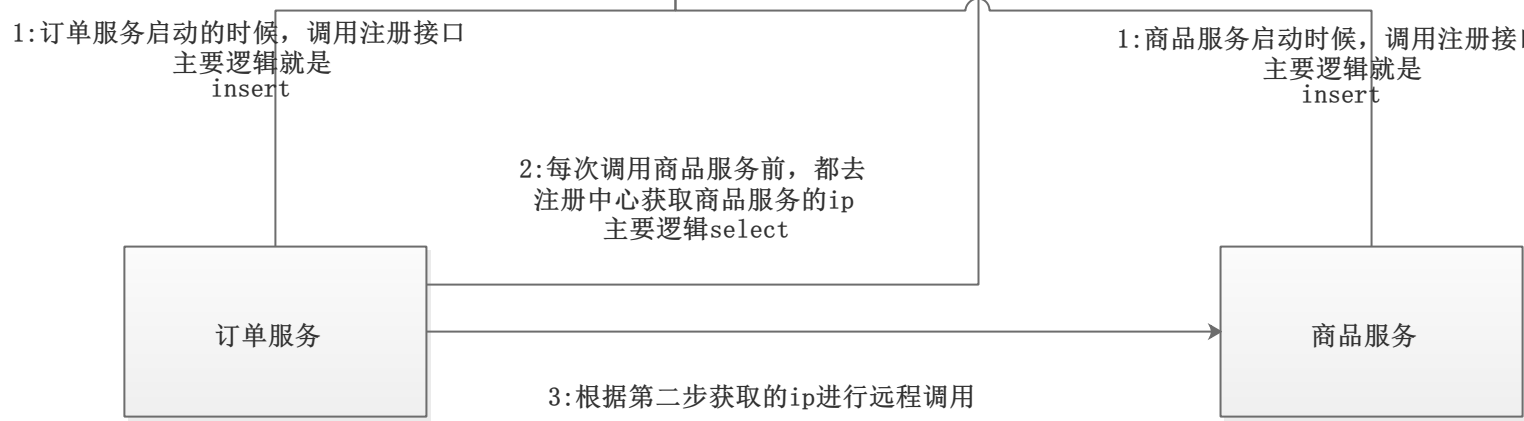 1:订单服务启动的时候，调用注册接口
主要逻辑就是
insert
1:商品服务启动时候，调用注册接
主要逻辑就是
insert
2:每次调用商品服务前，都去
注册中心获取商品服务的ip
主要逻辑select
订单服务
商品服务
3:根据第二步获取的ip进行远程调用